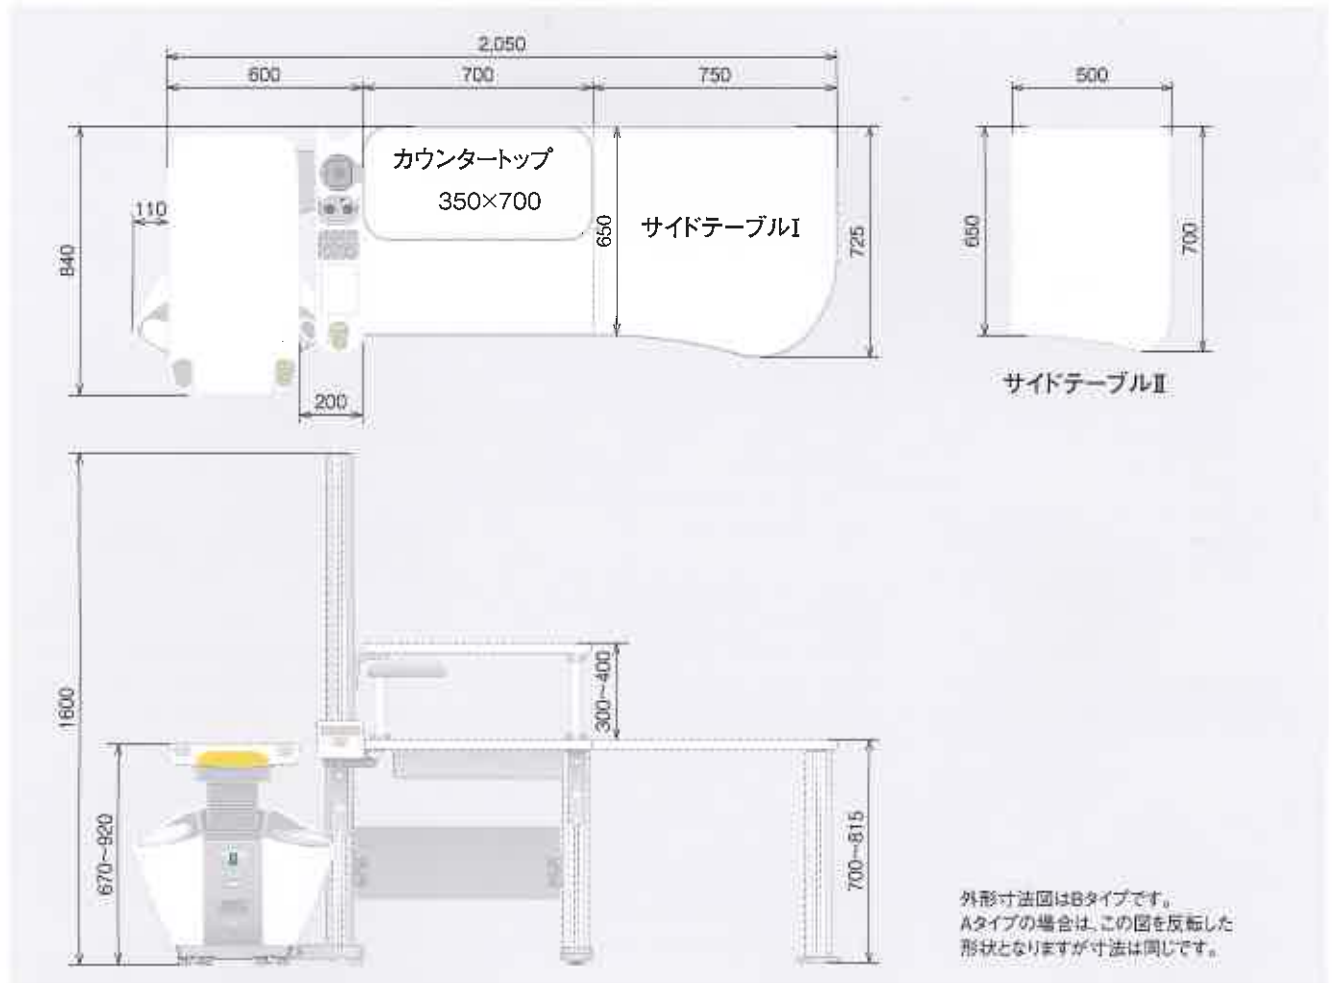 2,050
600
700
750
500
カウンタートップ
350×700
110
840
650
サイドテーブルI
725
650
700
サイドテーブルⅡ
200
1600
300~400
670~920
700~815
外形寸法図はBタイプです。
Aタイプの場合は、この図を反転した
形状となりますが寸法は同じです。